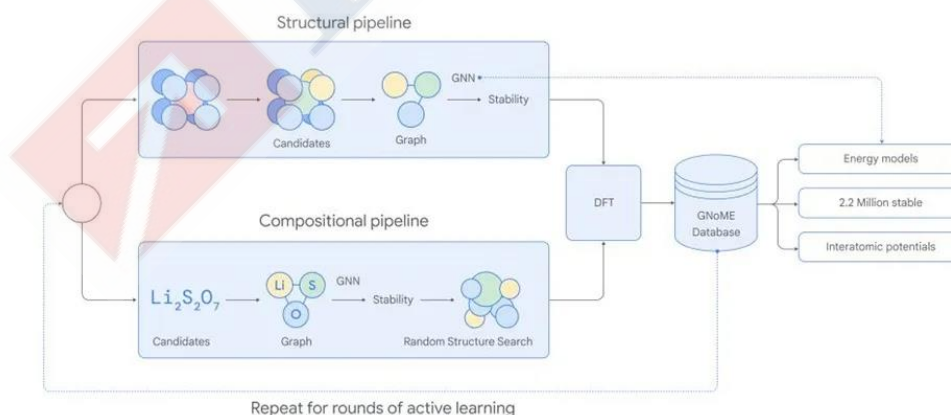 Structural pipeline
GNN
Stability
Candidates
Graph
Energy models
DFT
GNoME
Database
2.2 Million stable
Compositional pipeline
Interatomic potentials
Li S
GNN
Li₂S₂O₇
Stability
O
Candidates
Graph
Random Structure Search
Repeat for rounds of active learning